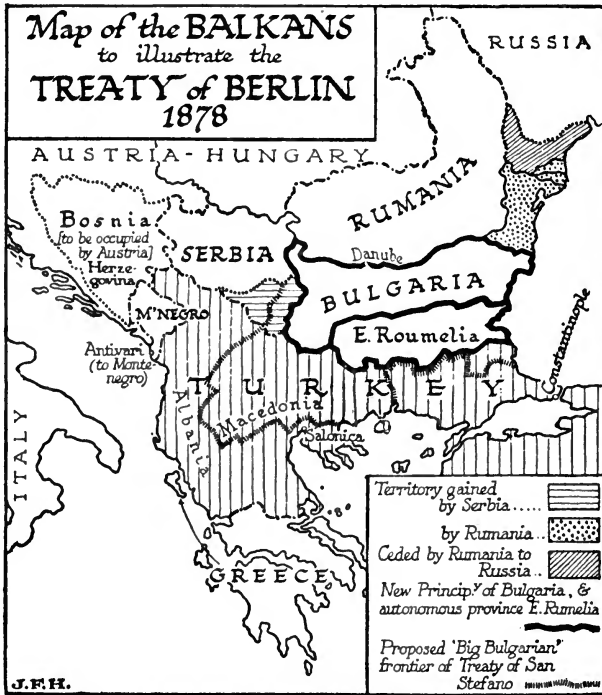 Map of the BALKANS
to illustrate the
TREATY of BERLIN
1878
RUSSIA
AUSTRIA-HUNGARY
RUMANIA
Bosnia
[to be occupied
by Austria]
Herze-
govina
SERBIA
Danube
BULGARIA
M'NEGRO
E. Roumelia
Constantinople
Antivari
(to Monte-
negro)
TURKEY
Albania
Macedonia
Salonica
ITALY
GREECE
Territory gained
by Serbia.....
by Rumania..
Ceded by Rumania to
Russia..
New Princip.y of Bulgaria, &
autonomous province E. Rumelia
Proposed 'Big Bulgarian'
frontier of Treaty of San
Stefano
J.F.H.